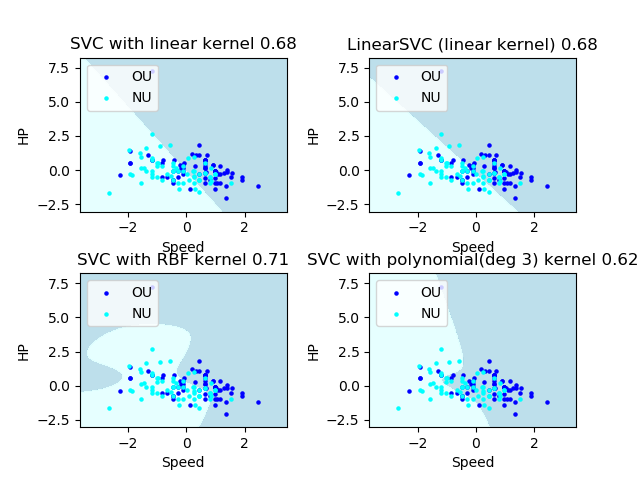 SVC with linear kernel 0.68
7.5
5.0
2.5
0.0
−2.5
HP
OU
NU
−2
0
2
Speed
LinearSVC (linear kernel) 0.68
7.5
5.0
2.5
0.0
−2.5
HP
OU
NU
−2
0
2
Speed
SVC with RBF kernel 0.71
7.5
5.0
2.5
0.0
−2.5
HP
OU
NU
−2
0
2
Speed
SVC with polynomial(deg 3) kernel 0.62
7.5
5.0
2.5
0.0
−2.5
HP
OU
NU
−2
0
2
Speed